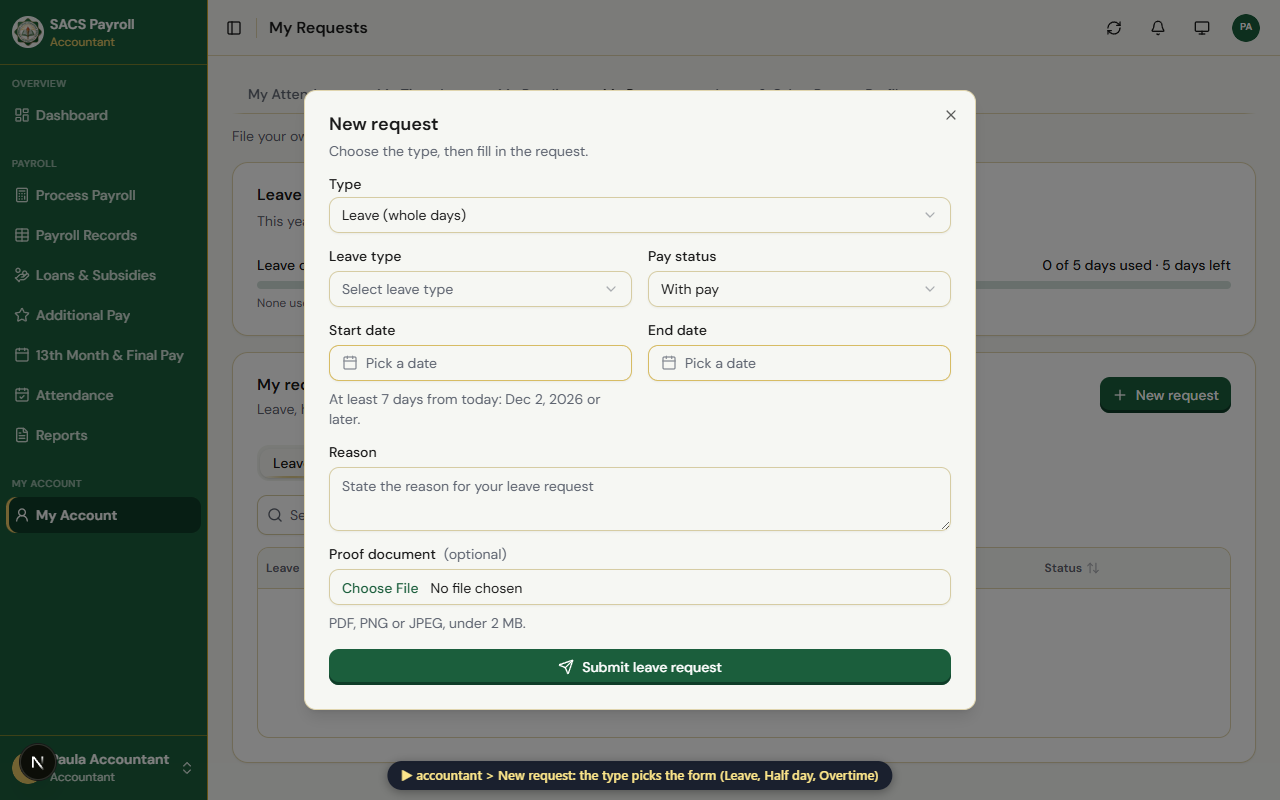 SACS Payroll
Accountant
OVERVIEW
Dashboard
PAYROLL
Process Payroll
Payroll Records
Loans & Subsidies
Additional Pay
13th Month & Final Pay
Attendance
Reports
MY ACCOUNT
My Account
Paula Accountant
Accountant
N
My Requests
PA
My Atten
File your ow
Leave
This yea
Leave c
0 of 5 days used · 5 days left
None use
My req
Leave, h
New request
Leav
Se
Leave
Status
New request
Choose the type, then fill in the request.
Type
Leave (whole days)
Leave type
Pay status
Select leave type
With pay
Start date
End date
Pick a date
Pick a date
At least 7 days from today: Dec 2, 2026 or
later.
Reason
State the reason for your leave request
Proof document (optional)
Choose File No file chosen
PDF, PNG or JPEG, under 2 MB.
Submit leave request
▶ accountant > New request: the type picks the form (Leave, Half day, Overtime)